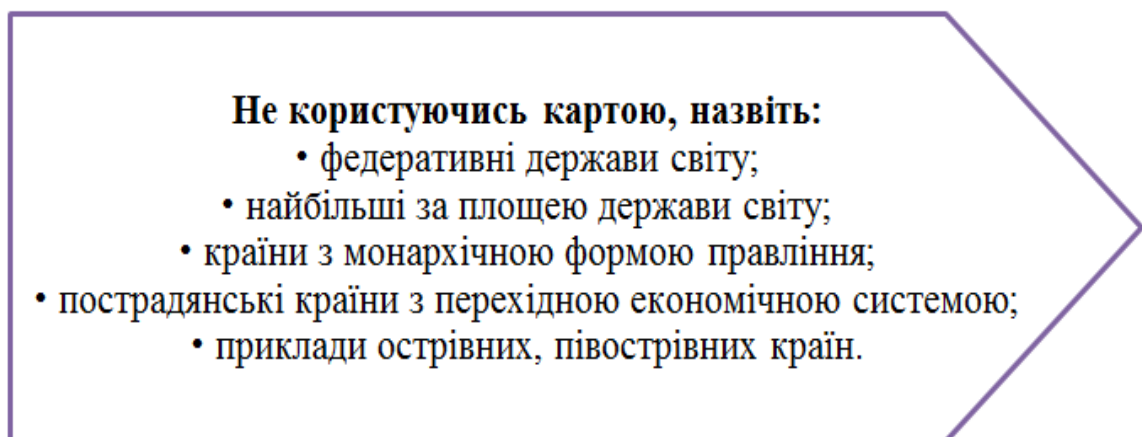 Не користуючись картою, назвіть:
• федеративні держави світу;
• найбільші за площею держави світу;
• країни з монархічною формою правління;
• пострадянські країни з перехідною економічною системою;
• приклади острівних, півострівних країн.